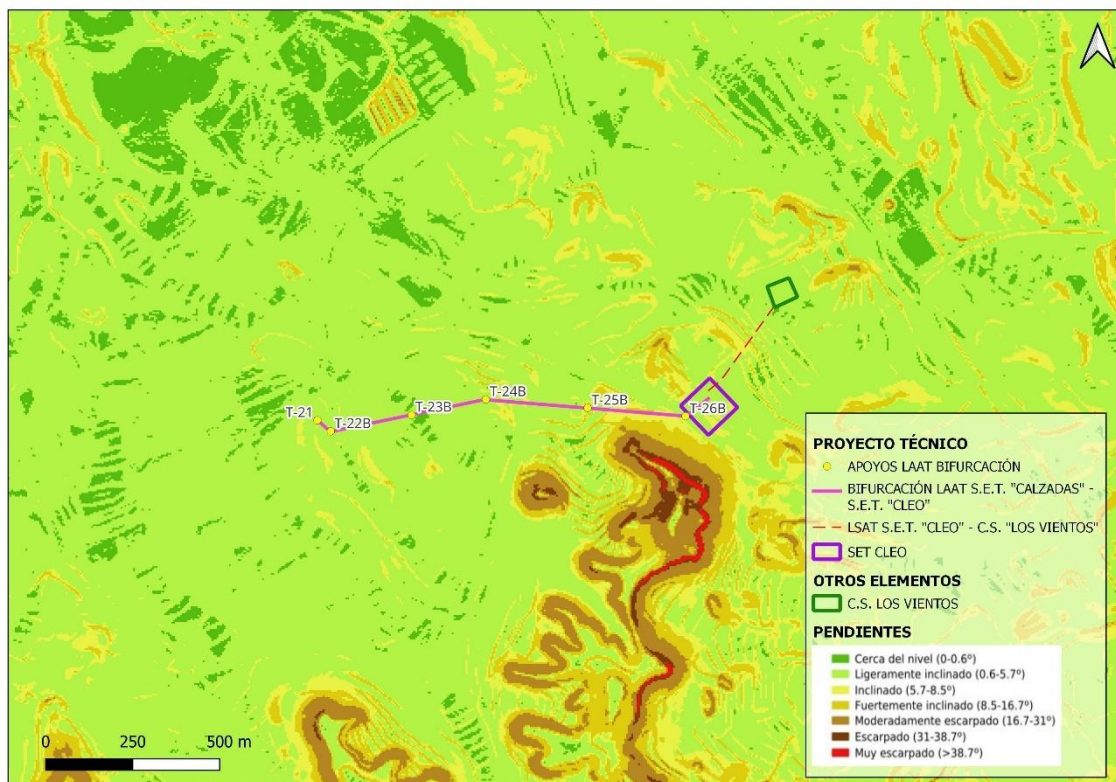 T-21
T-22B
T-23B
T-24B
T-25B
T-26B
PROYECTO TÉCNICO
APOYOS LAAT BIFURCACIÓN
BIFURCACIÓN LAAT S.E.T. "CALZADAS" -
S.E.T. "CLEO"
LSAT S.E.T. "CLEO" - C.S. "LOS VIENTOS"
SET CLEO
OTROS ELEMENTOS
C.S. LOS VIENTOS
PENDIENTES
Cerca del nivel (0-0.6º)
Ligeramente inclinado (0.6-5.7º)
Inclinado (5.7-8.5º)
Fuertemente inclinado (8.5-16.7º)
Moderadamente escarpado (16.7-31º)
Escarpado (31-38.7º)
Muy escarpado (>38.7º)
0 250 500 m